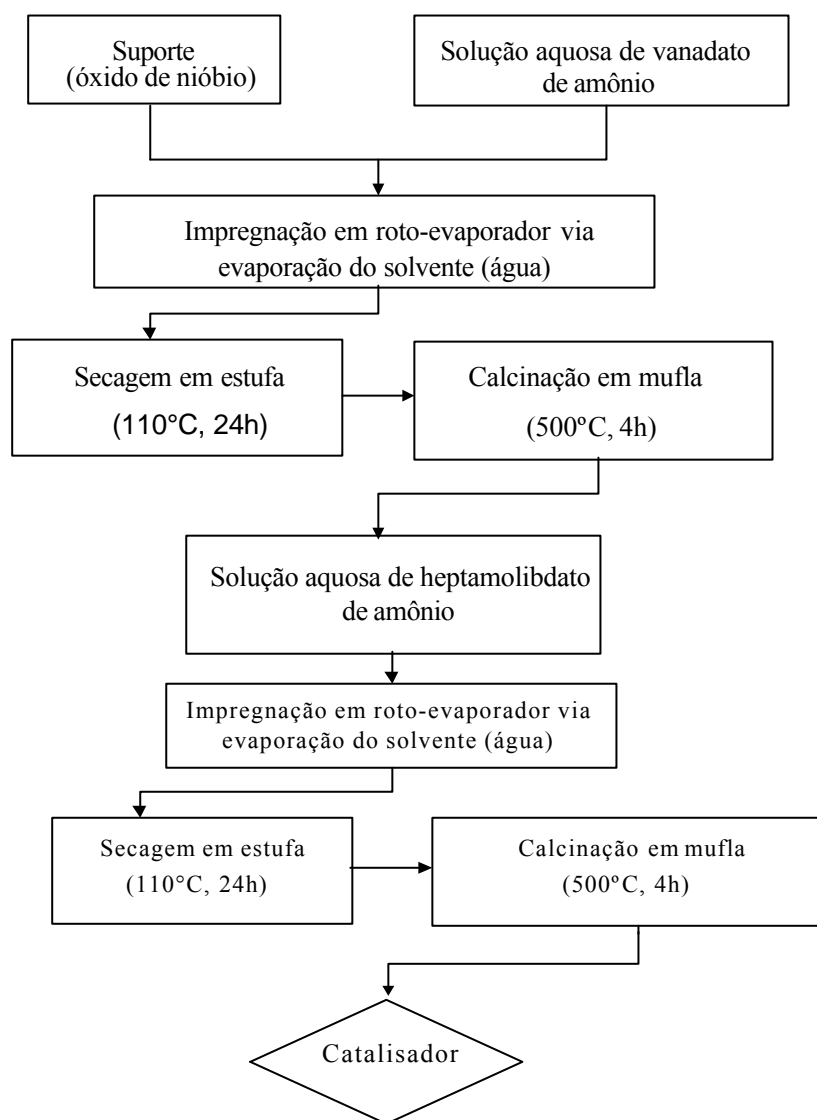 Suporte
(óxido de nióbio)
Solução aquosa de vanadato
de amônio
Impregnação em roto-evaporador via
evaporação do solvente (água)
Secagem em estufa
(110°C, 24h)
Calcinação em mufla
(500ºC, 4h)
Solução aquosa de heptamolibdato
de amônio
Impregnação em roto-evaporador via
evaporação do solvente (água)
Secagem em estufa
(110°C, 24h)
Calcinação em mufla
(500ºC, 4h)
Catalisador